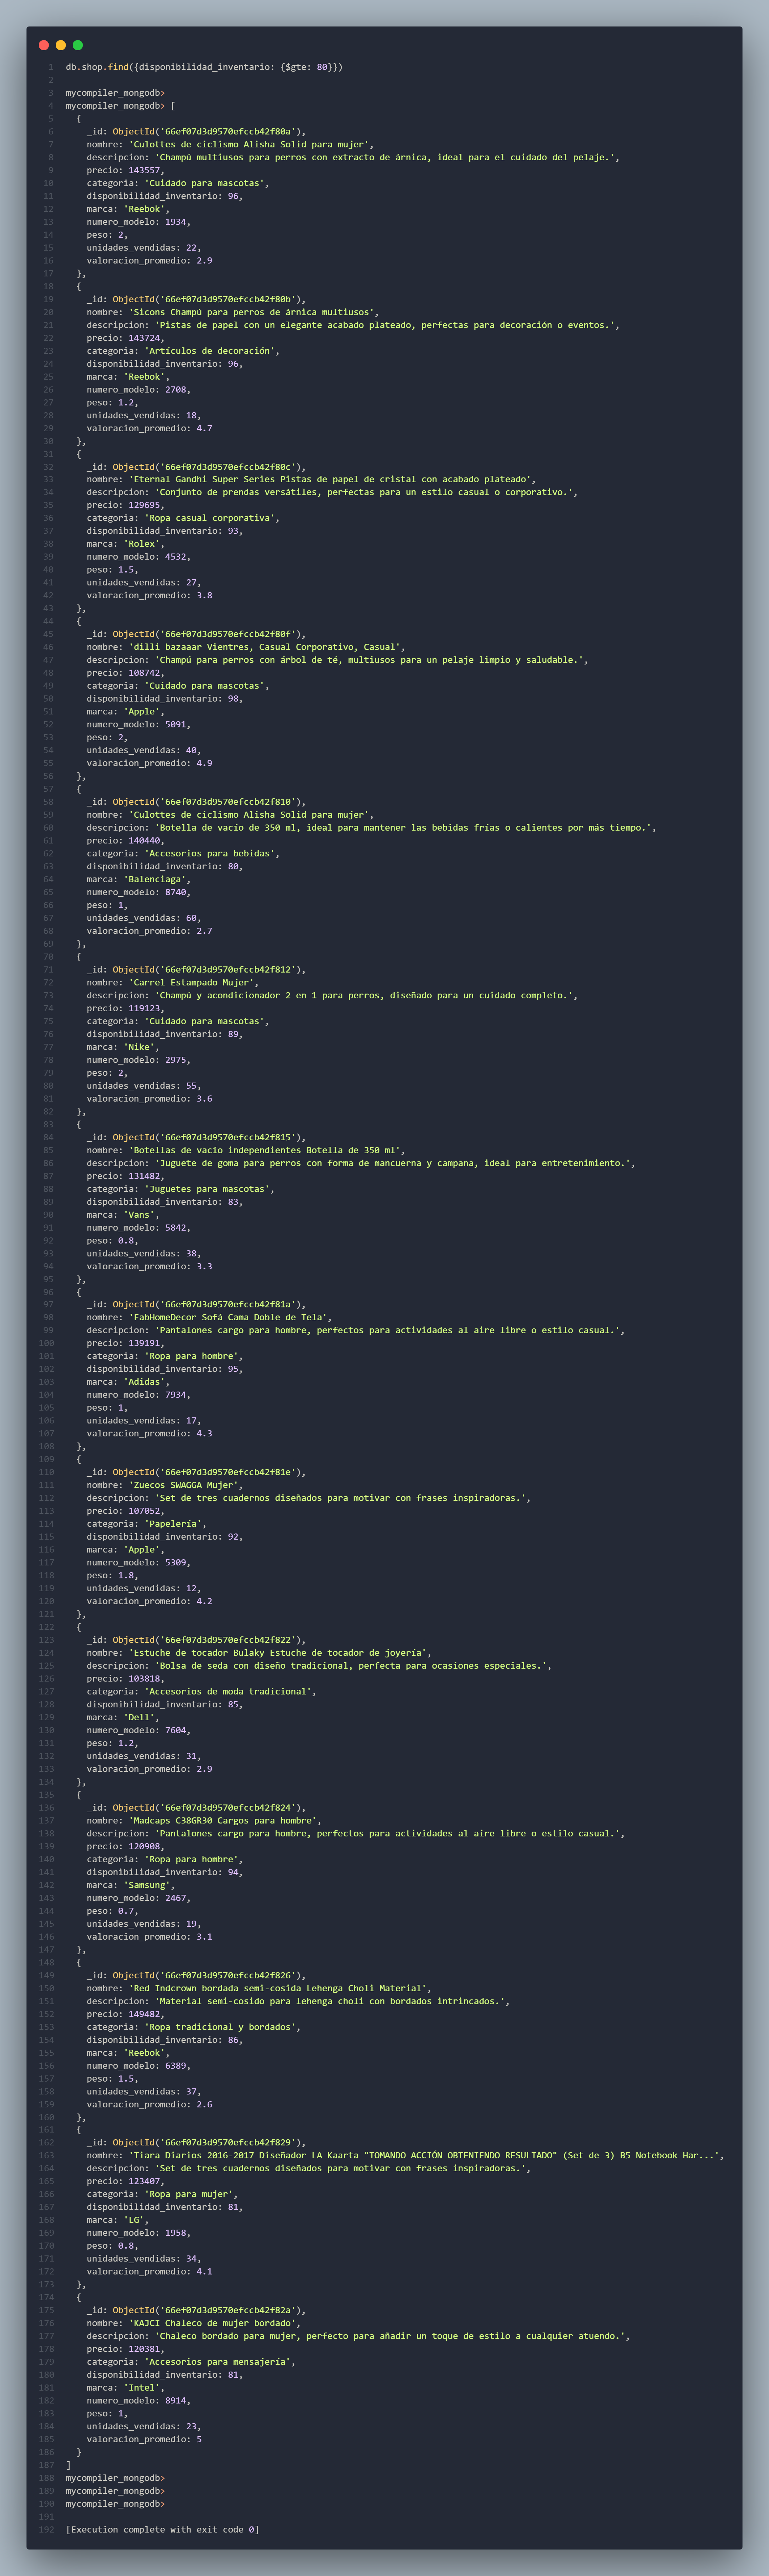 1 db.shop.find({disponibilidad_inventario: {$gte: 80}})
2
3 mycompiler_mongodb>
4 mycompiler_mongodb> [
5 {
6 _id: ObjectId('66ef07d3d9570efccb42f80a'),
7 nombre: 'Culottes de ciclismo Alisha Solid para mujer',
8 descripcion: 'Champú multiusos para perros con extracto de árnica, ideal para el cuidado del pelaje.',
9 precio: 143557,
10 categoria: 'Cuidado para mascotas',
11 disponibilidad_inventario: 96,
12 marca: 'Reebok',
13 numero_modelo: 1934,
14 peso: 2,
15 unidades_vendidas: 22,
16 valoracion_promedio: 2.9
17 },
18 {
19 _id: ObjectId('66ef07d3d9570efccb42f80b'),
20 nombre: 'Sicons Champú para perros de árnica multiusos',
21 descripcion: 'Pistas de papel con un elegante acabado plateado, perfectas para decoración o eventos.',
22 precio: 143724,
23 categoria: 'Artículos de decoración',
24 disponibilidad_inventario: 96,
25 marca: 'Reebok',
26 numero_modelo: 2708,
27 peso: 1.2,
28 unidades_vendidas: 18,
29 valoracion_promedio: 4.7
30 },
31 {
32 _id: ObjectId('66ef07d3d9570efccb42f80c'),
33 nombre: 'Eternal Gandhi Super Series Pistas de papel de cristal con acabado plateado',
34 descripcion: 'Conjunto de prendas versátiles, perfectas para un estilo casual o corporativo.',
35 precio: 129695,
36 categoria: 'Ropa casual corporativa',
37 disponibilidad_inventario: 93,
38 marca: 'Rolex',
39 numero_modelo: 4532,
40 peso: 1.5,
41 unidades_vendidas: 27,
42 valoracion_promedio: 3.8
43 },
44 {
45 _id: ObjectId('66ef07d3d9570efccb42f80f'),
46 nombre: 'dilli bazaaar Vientres, Casual Corporativo, Casual',
47 descripcion: 'Champú para perros con árbol de té, multiusos para un pelaje limpio y saludable.',
48 precio: 108742,
49 categoria: 'Cuidado para mascotas',
50 disponibilidad_inventario: 98,
51 marca: 'Apple',
52 numero_modelo: 5091,
53 peso: 2,
54 unidades_vendidas: 40,
55 valoracion_promedio: 4.9
56 },
57 {
58 _id: ObjectId('66ef07d3d9570efccb42f810'),
59 nombre: 'Culottes de ciclismo Alisha Solid para mujer',
60 descripcion: 'Botella de vacío de 350 ml, ideal para mantener las bebidas frías o calientes por más tiempo.',
61 precio: 140440,
62 categoria: 'Accesorios para bebidas',
63 disponibilidad_inventario: 80,
64 marca: 'Balenciaga',
65 numero_modelo: 8740,
66 peso: 1,
67 unidades_vendidas: 60,
68 valoracion_promedio: 2.7
69 },
70 {
71 _id: ObjectId('66ef07d3d9570efccb42f812'),
72 nombre: 'Carrel Estampado Mujer',
73 descripcion: 'Champú y acondicionador 2 en 1 para perros, diseñado para un cuidado completo.',
74 precio: 119123,
75 categoria: 'Cuidado para mascotas',
76 disponibilidad_inventario: 89,
77 marca: 'Nike',
78 numero_modelo: 2975,
79 peso: 2,
80 unidades_vendidas: 55,
81 valoracion_promedio: 3.6
82 },
83 {
84 _id: ObjectId('66ef07d3d9570efccb42f815'),
85 nombre: 'Botellas de vacío independientes Botella de 350 ml',
86 descripcion: 'Juguete de goma para perros con forma de mancuerna y campana, ideal para entretenimiento.',
87 precio: 131482,
88 categoria: 'Juguetes para mascotas',
89 disponibilidad_inventario: 83,
90 marca: 'Vans',
91 numero_modelo: 5842,
92 peso: 0.8,
93 unidades_vendidas: 38,
94 valoracion_promedio: 3.3
95 },
96 {
97 _id: ObjectId('66ef07d3d9570efccb42f81a'),
98 nombre: 'FabHomeDecor Sofá Cama Doble de Tela',
99 descripcion: 'Pantalones cargo para hombre, perfectos para actividades al aire libre o estilo casual.',
100 precio: 139191,
101 categoria: 'Ropa para hombre',
102 disponibilidad_inventario: 95,
103 marca: 'Adidas',
104 numero_modelo: 7934,
105 peso: 1,
106 unidades_vendidas: 17,
107 valoracion_promedio: 4.3
108 },
109 {
110 _id: ObjectId('66ef07d3d9570efccb42f81e'),
111 nombre: 'Zuecos SWAGGA Mujer',
112 descripcion: 'Set de tres cuadernos diseñados para motivar con frases inspiradoras.',
113 precio: 107052,
114 categoria: 'Papelería',
115 disponibilidad_inventario: 92,
116 marca: 'Apple',
117 numero_modelo: 5309,
118 peso: 1.8,
119 unidades_vendidas: 12,
120 valoracion_promedio: 4.2
121 },
122 {
123 _id: ObjectId('66ef07d3d9570efccb42f822'),
124 nombre: 'Estuche de tocador Bulaky Estuche de tocador de joyería',
125 descripcion: 'Bolsa de seda con diseño tradicional, perfecta para ocasiones especiales.',
126 precio: 103818,
127 categoria: 'Accesorios de moda tradicional',
128 disponibilidad_inventario: 85,
129 marca: 'Dell',
130 numero_modelo: 7604,
131 peso: 1.2,
132 unidades_vendidas: 31,
133 valoracion_promedio: 2.9
134 },
135 {
136 _id: ObjectId('66ef07d3d9570efccb42f824'),
137 nombre: 'Madcaps C38GR30 Cargos para hombre',
138 descripcion: 'Pantalones cargo para hombre, perfectos para actividades al aire libre o estilo casual.',
139 precio: 120908,
140 categoria: 'Ropa para hombre',
141 disponibilidad_inventario: 94,
142 marca: 'Samsung',
143 numero_modelo: 2467,
144 peso: 0.7,
145 unidades_vendidas: 19,
146 valoracion_promedio: 3.1
147 },
148 {
149 _id: ObjectId('66ef07d3d9570efccb42f826'),
150 nombre: 'Red Indcrown bordada semi-cosida Lehenga Choli Material',
151 descripcion: 'Material semi-cosido para lehenga choli con bordados intrincados.',
152 precio: 149482,
153 categoria: 'Ropa tradicional y bordados',
154 disponibilidad_inventario: 86,
155 marca: 'Reebok',
156 numero_modelo: 6389,
157 peso: 1.5,
158 unidades_vendidas: 37,
159 valoracion_promedio: 2.6
160 },
161 {
162 _id: ObjectId('66ef07d3d9570efccb42f829'),
163 nombre: 'Tiara Diarios 2016-2017 Diseñador LA Kaarta "TOMANDO ACCIÓN OBTENIENDO RESULTADO" (Set de 3) B5 Notebook Har...',
164 descripcion: 'Set de tres cuadernos diseñados para motivar con frases inspiradoras.',
165 precio: 123407,
166 categoria: 'Ropa para mujer',
167 disponibilidad_inventario: 81,
168 marca: 'LG',
169 numero_modelo: 1958,
170 peso: 0.8,
171 unidades_vendidas: 34,
172 valoracion_promedio: 4.1
173 },
174 {
175 _id: ObjectId('66ef07d3d9570efccb42f82a'),
176 nombre: 'KAJCI Chaleco de mujer bordado',
177 descripcion: 'Chaleco bordado para mujer, perfecto para añadir un toque de estilo a cualquier atuendo.',
178 precio: 120381,
179 categoria: 'Accesorios para mensajería',
180 disponibilidad_inventario: 81,
181 marca: 'Intel',
182 numero_modelo: 8914,
183 peso: 1,
184 unidades_vendidas: 23,
185 valoracion_promedio: 5
186 }
187 ]
188 mycompiler_mongodb>
189 mycompiler_mongodb>
190 mycompiler_mongodb>
191
192 [Execution complete with exit code 0]